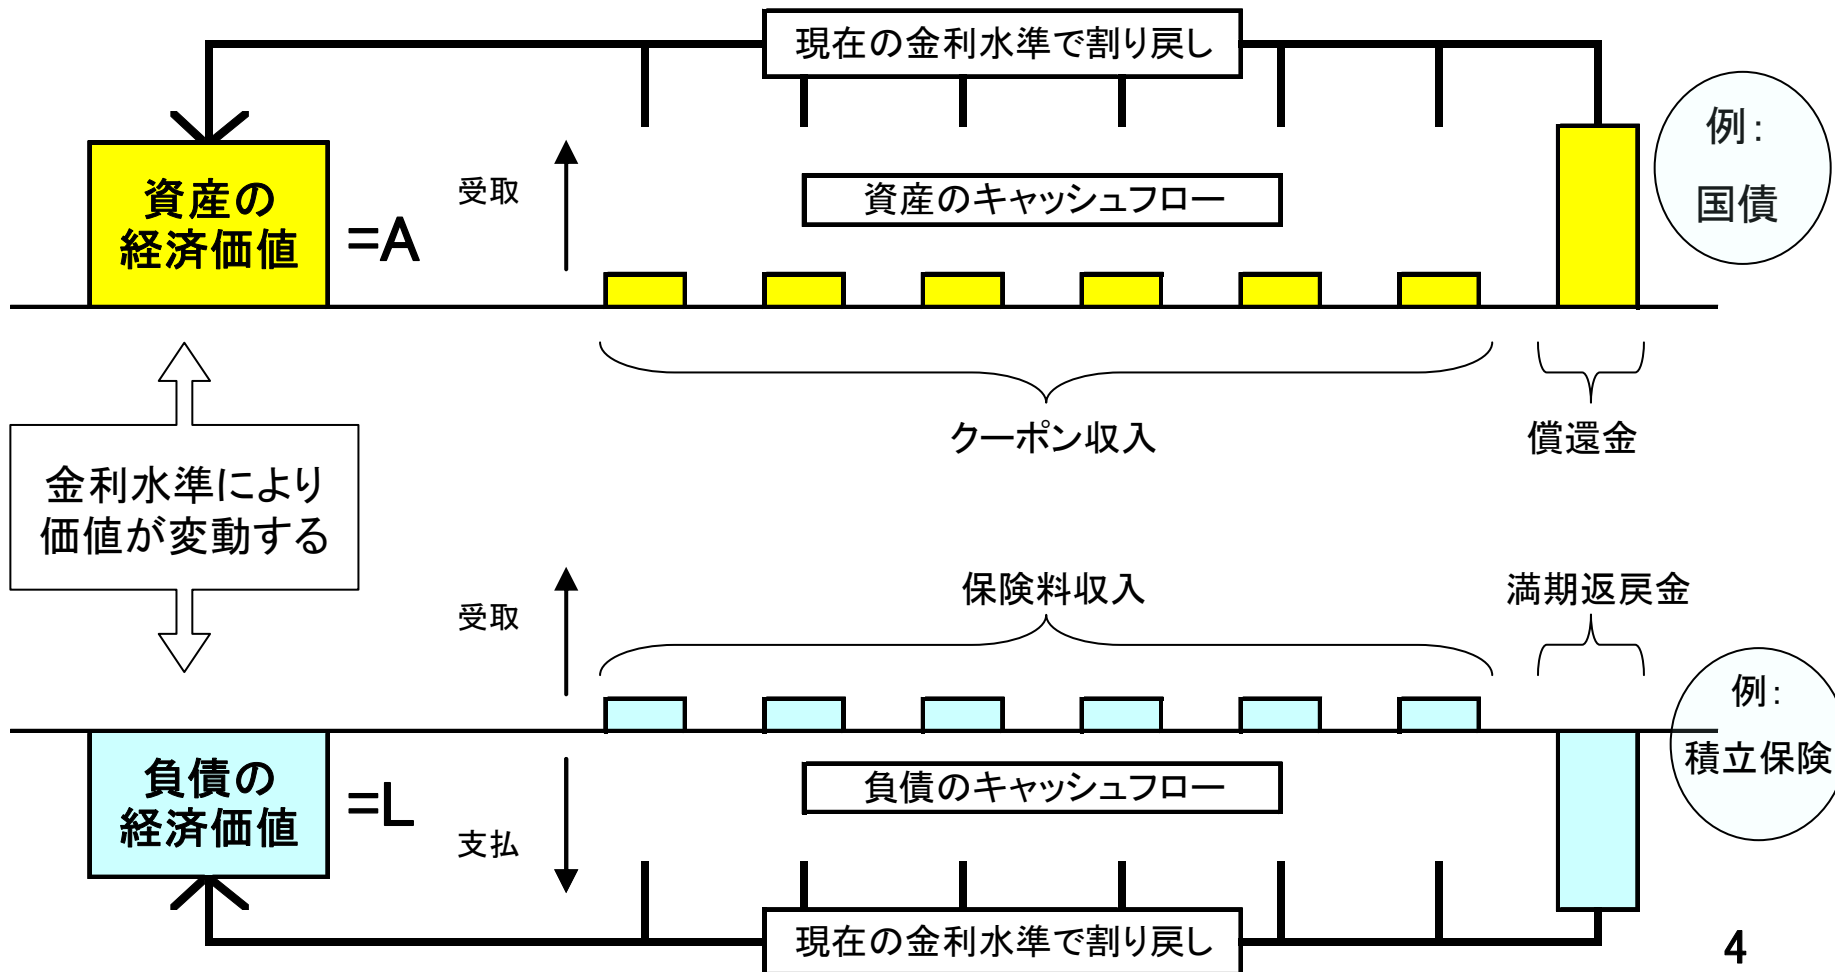 現在の金利水準で割り戻し
例：
国債
資産の
経済価値
=A
受取
資産のキャッシュフロー
クーポン収入
償還金
金利水準により
価値が変動する
受取
保険料収入
満期返戻金
例：
積立保険
負債の
経済価値
=L
支払
負債のキャッシュフロー
現在の金利水準で割り戻し
4